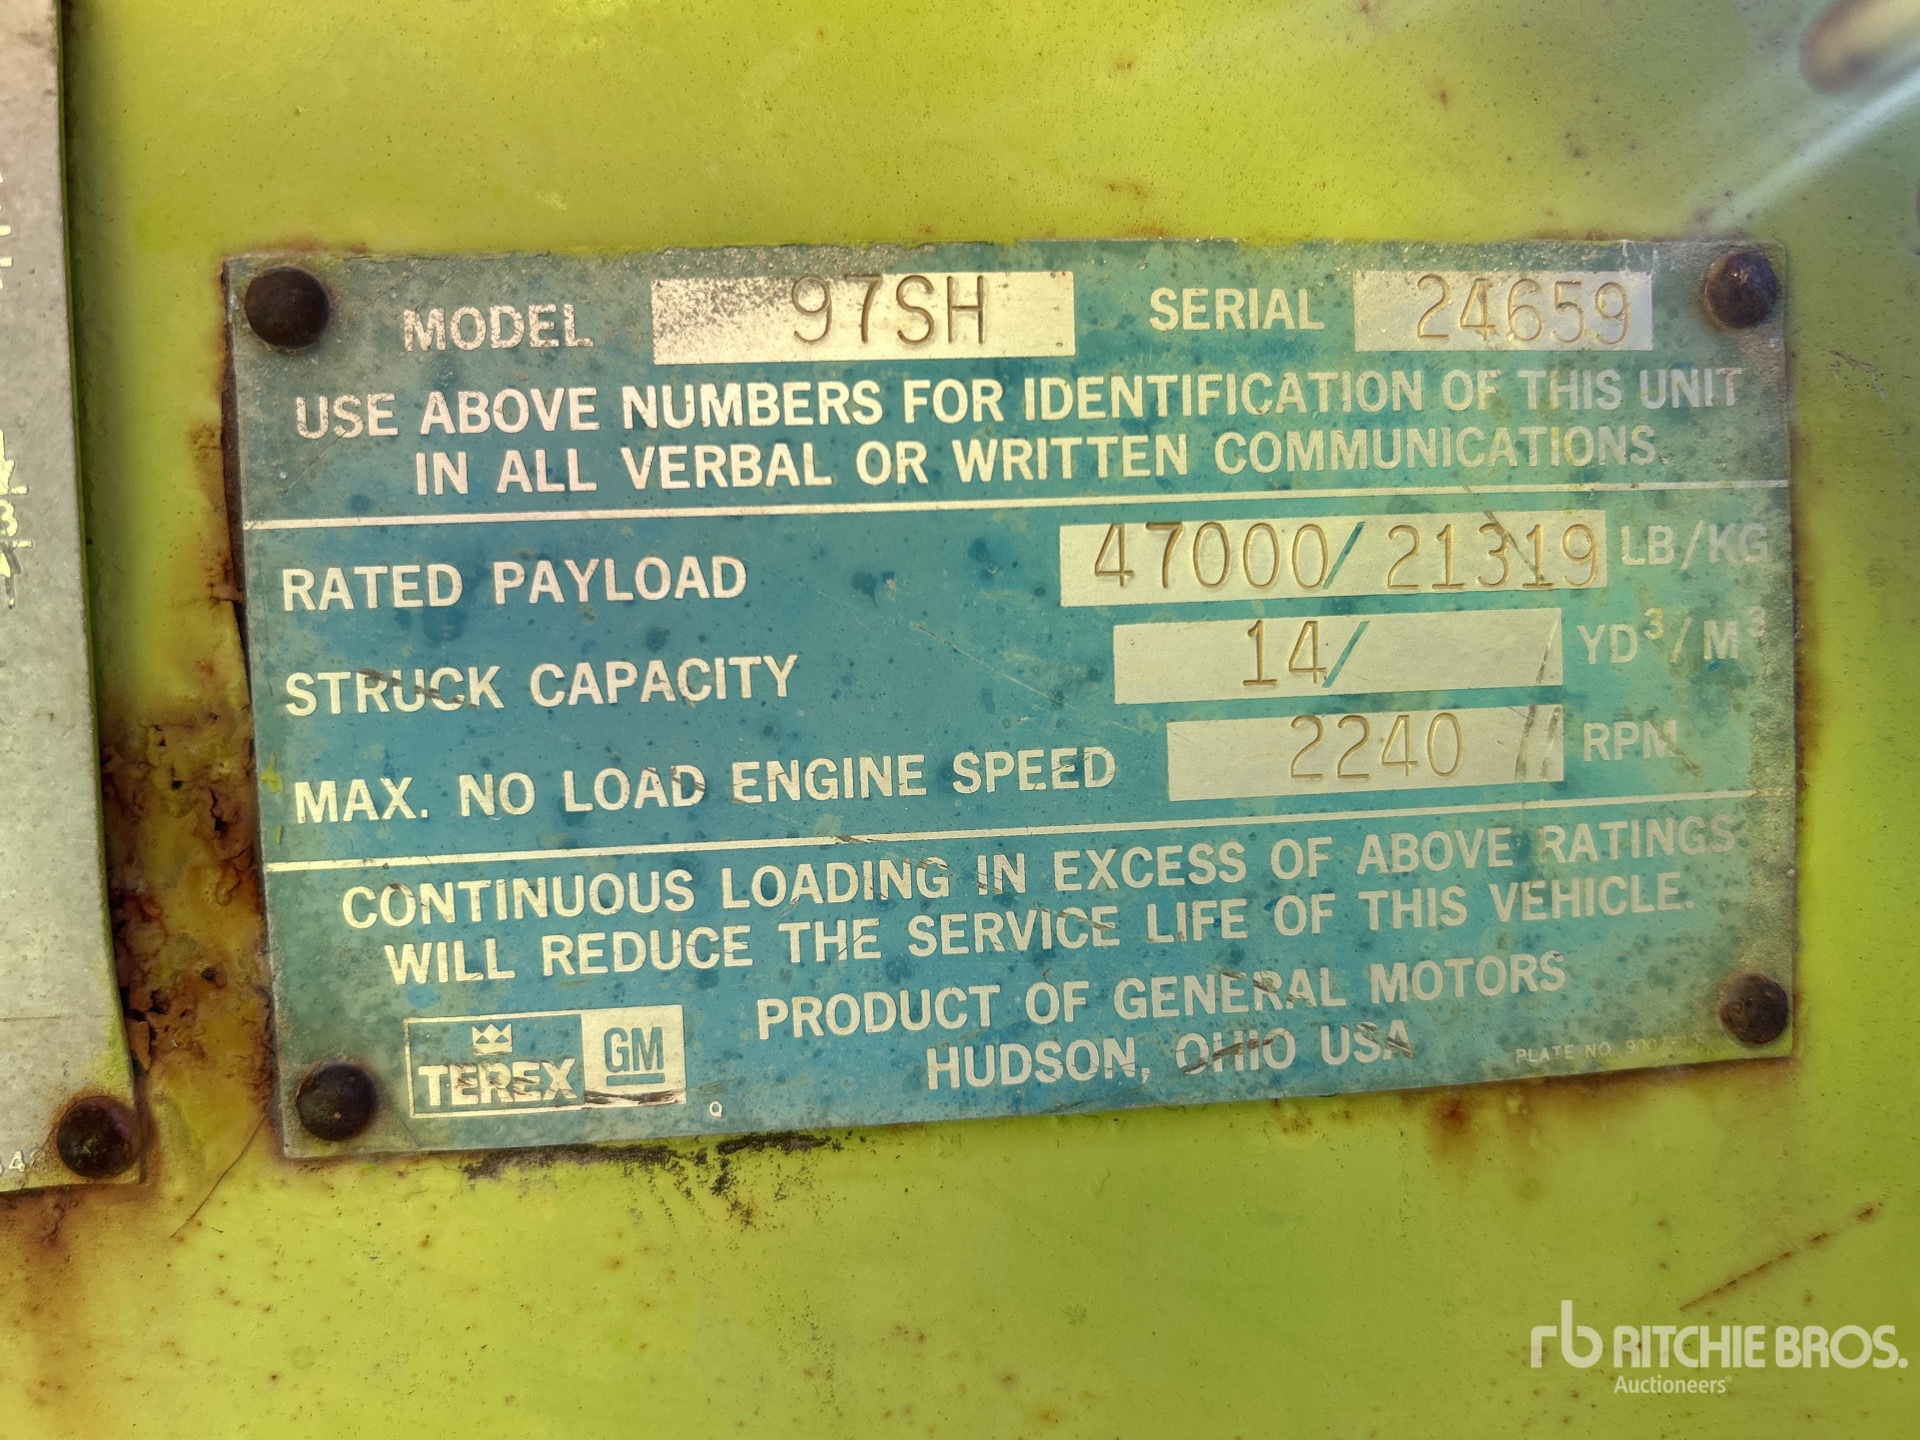 MODEL 97SH SERIAL 24659
USE ABOVE NUMBERS FOR IDENTIFICATION OF THIS UNIT
IN ALL VERBAL OR WRITTEN COMMUNICATIONS.
RATED PAYLOAD 47000/21319 LB/KG
STRUCK CAPACITY 14/ YD³/M³
MAX. NO LOAD ENGINE SPEED 2240 RPM
CONTINUOUS LOADING IN EXCESS OF ABOVE RATINGS
WILL REDUCE THE SERVICE LIFE OF THIS VEHICLE.
TEREX GM
PRODUCT OF GENERAL MOTORS
HUDSON, OHIO USA
PLATE NO.
rb RITCHIE BROS.
Auctioneers